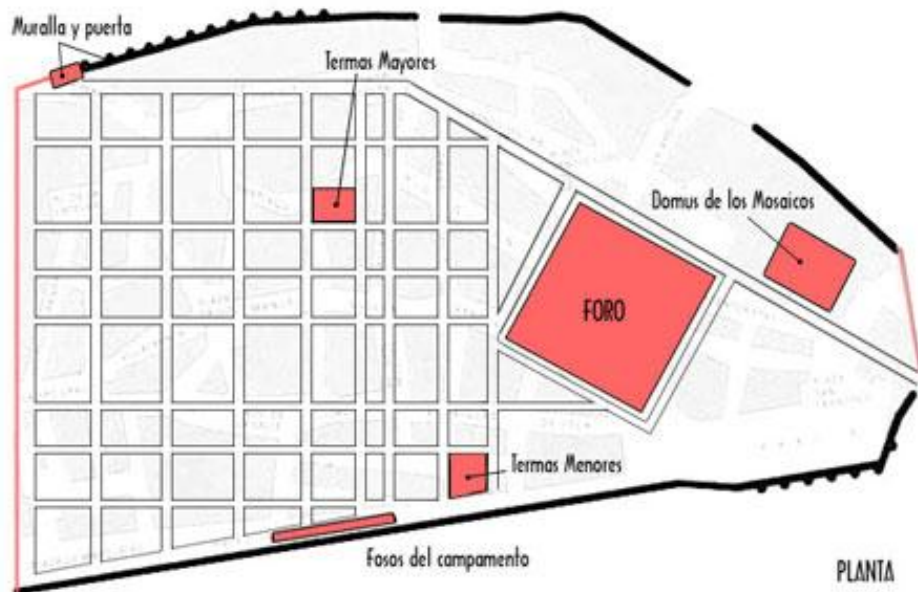 Muralla y puerta
Termas Mayores
Domus de los Mosaicos
FORO
Termas Menores
Fosos del campamento
PLANTA